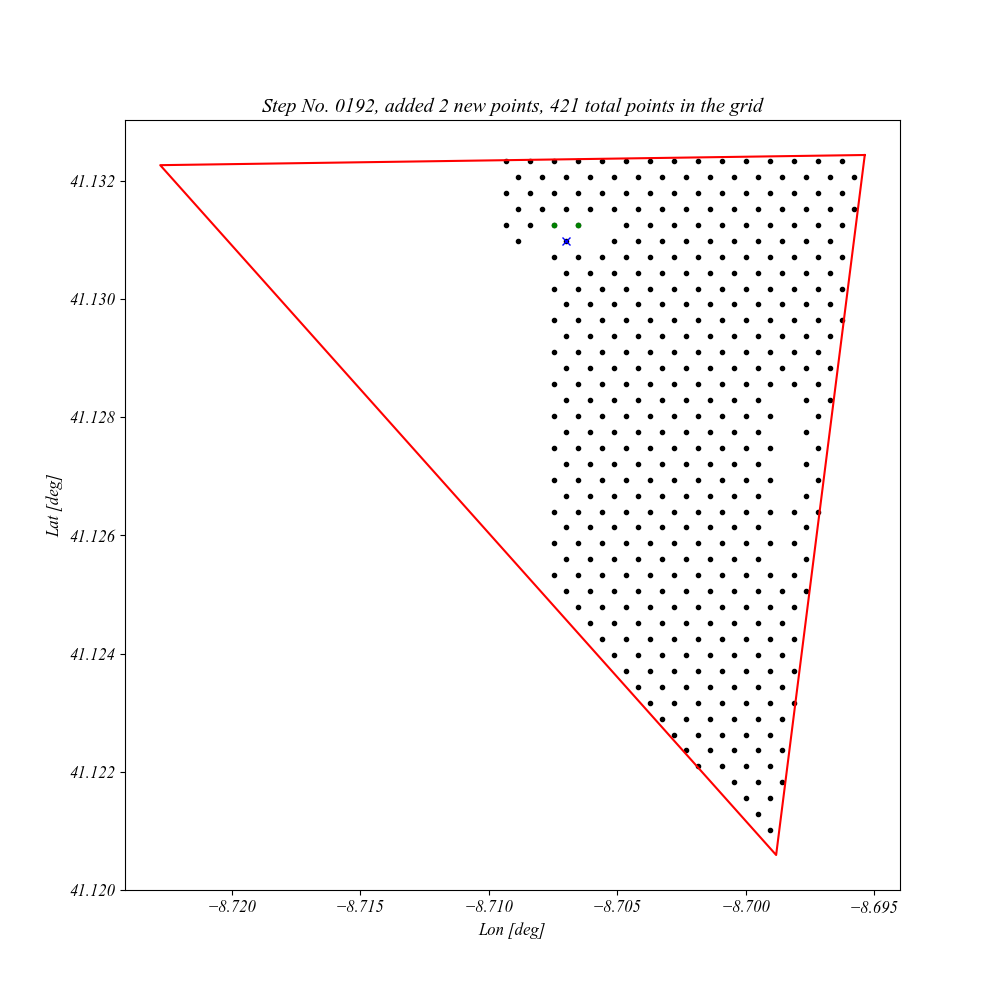 Step No. 0192, added 2 new points, 421 total points in the grid
41.132
41.130
41.128
41.126
41.124
41.122
41.120
Lat [deg]
−8.720 −8.715 −8.710 −8.705 −8.700 −8.695
Lon [deg]